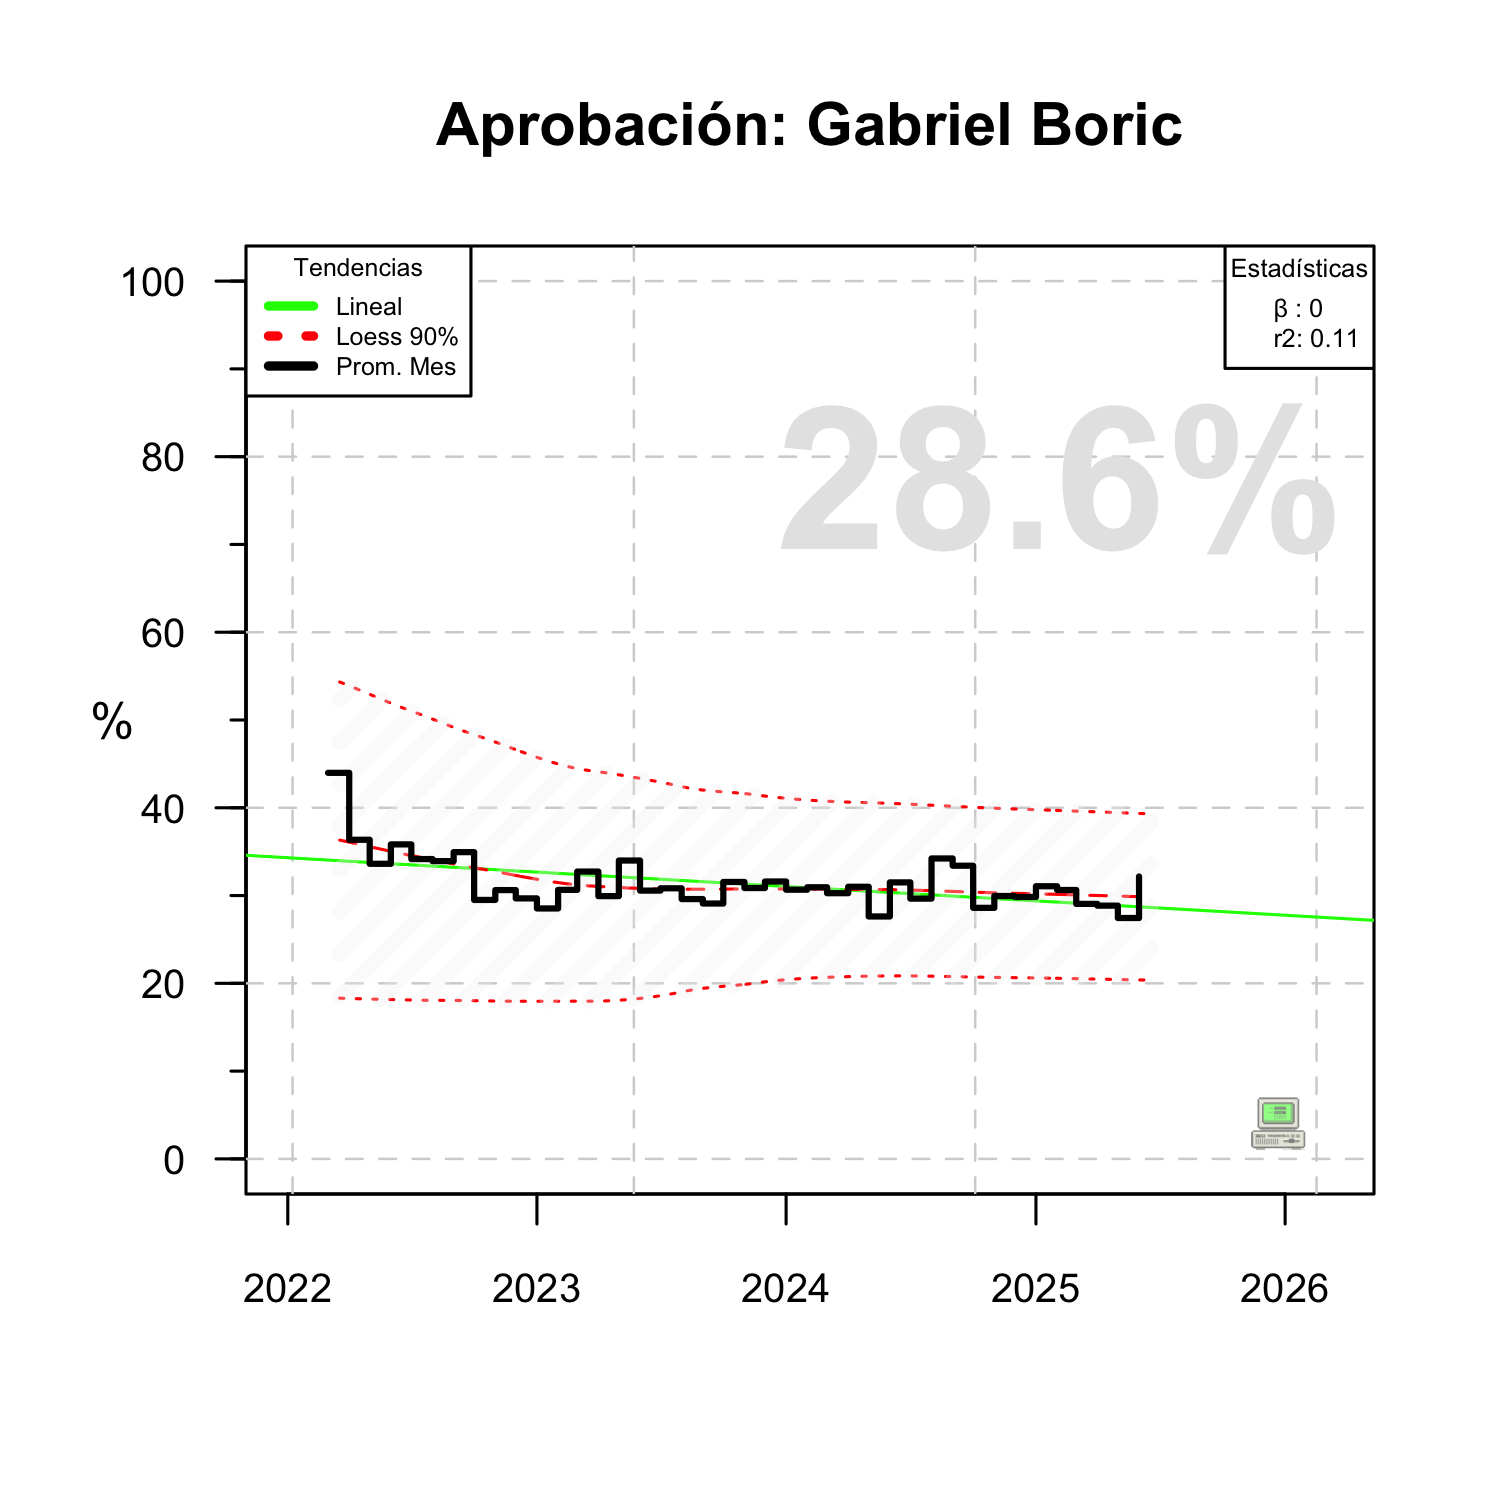 Aprobación: Gabriel Boric
Tendencias
Lineal
Loess 90%
Prom. Mes
Estadísticas
β : 0
r2: 0.11
28.6%
%
100
80
60
40
20
0
2022
2023
2024
2025
2026